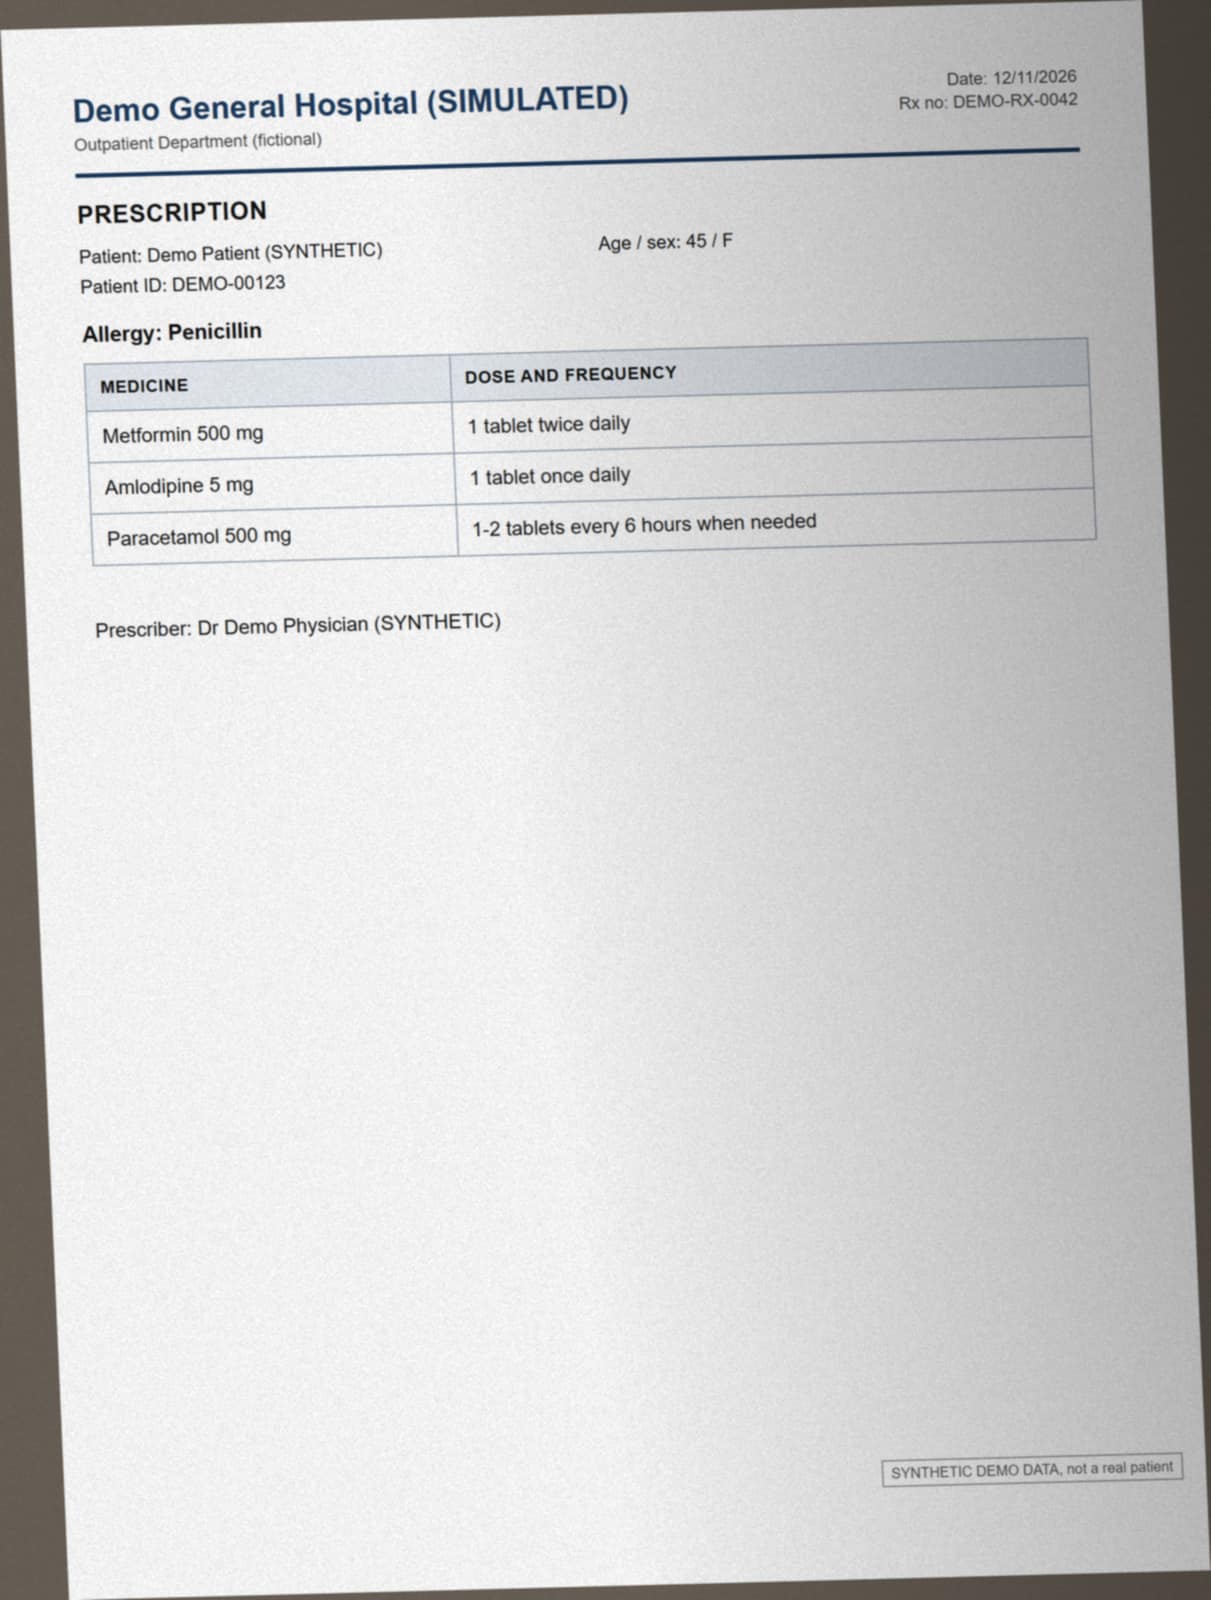 Demo General Hospital (SIMULATED)
Outpatient Department (fictional)
Date: 12/11/2026
Rx no: DEMO-RX-0042
PRESCRIPTION
Patient: Demo Patient (SYNTHETIC)
Age / sex: 45 / F
Patient ID: DEMO-00123
Allergy: Penicillin
MEDICINE
DOSE AND FREQUENCY
Metformin 500 mg
1 tablet twice daily
Amlodipine 5 mg
1 tablet once daily
Paracetamol 500 mg
1-2 tablets every 6 hours when needed
Prescriber: Dr Demo Physician (SYNTHETIC)
SYNTHETIC DEMO DATA, not a real patient